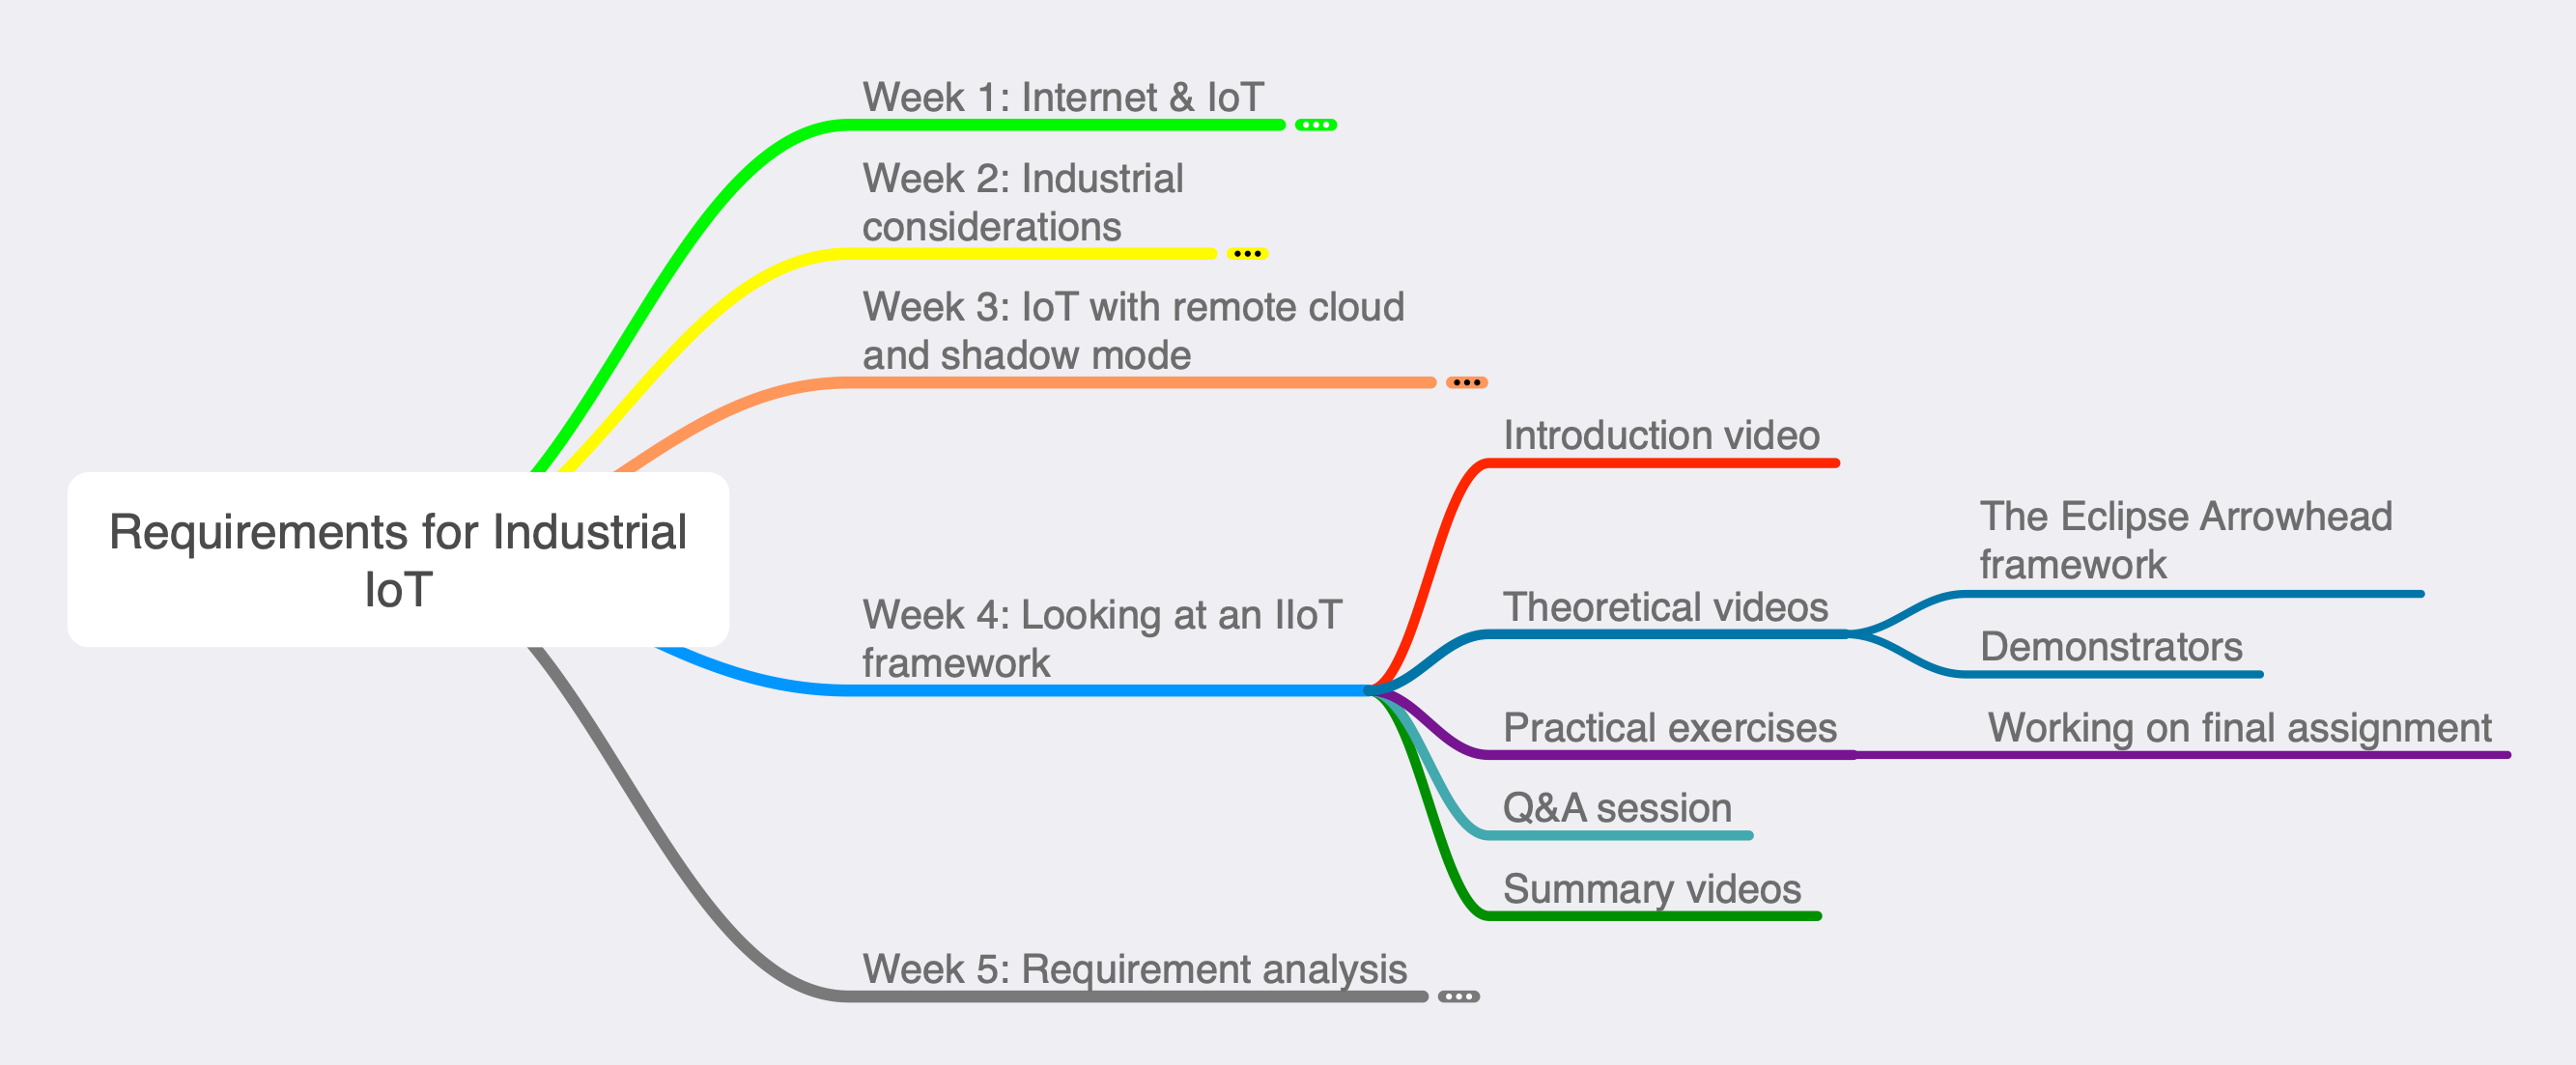 Week 1: Internet & IoT
Week 2: Industrial
considerations
Week 3: IoT with remote cloud
and shadow mode
Requirements for Industrial
IoT
Week 4: Looking at an IIoT
framework
Introduction video
Theoretical videos
The Eclipse Arrowhead
framework
Demonstrators
Practical exercises
Working on final assignment
Q&A session
Summary videos
Week 5: Requirement analysis